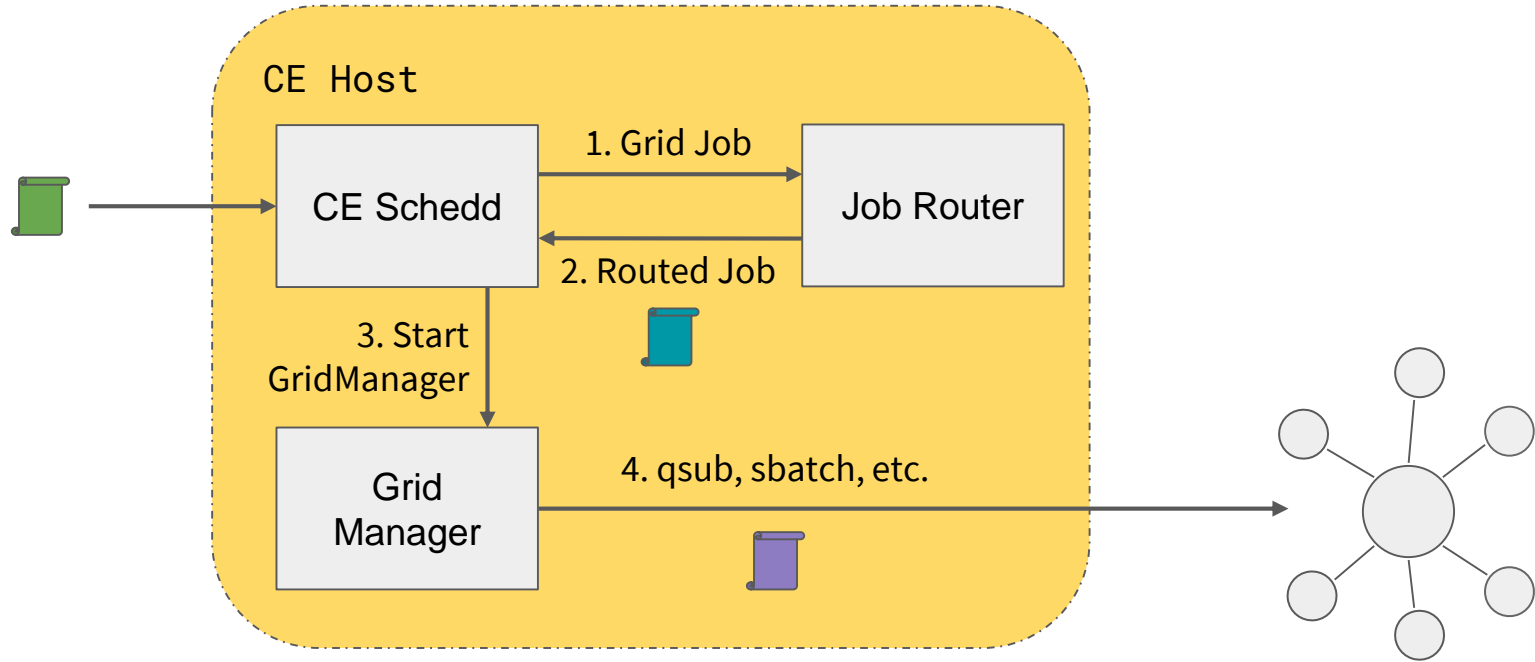 CE Host
1. Grid Job
CE Schedd
Job Router
2. Routed Job
3. Start
GridManager
4. qsub, sbatch, etc.
Grid
Manager